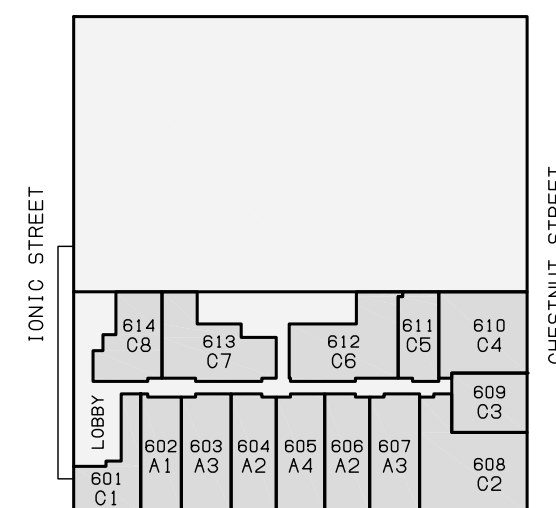 IONIC STREET
CHESTNUT STREET
614
C8
613
C7
612
C6
611
C5
610
C4
609
C3
LOBBY
601
C1
602
A1
603
A3
604
A2
605
A4
606
A2
607
A3
608
C2